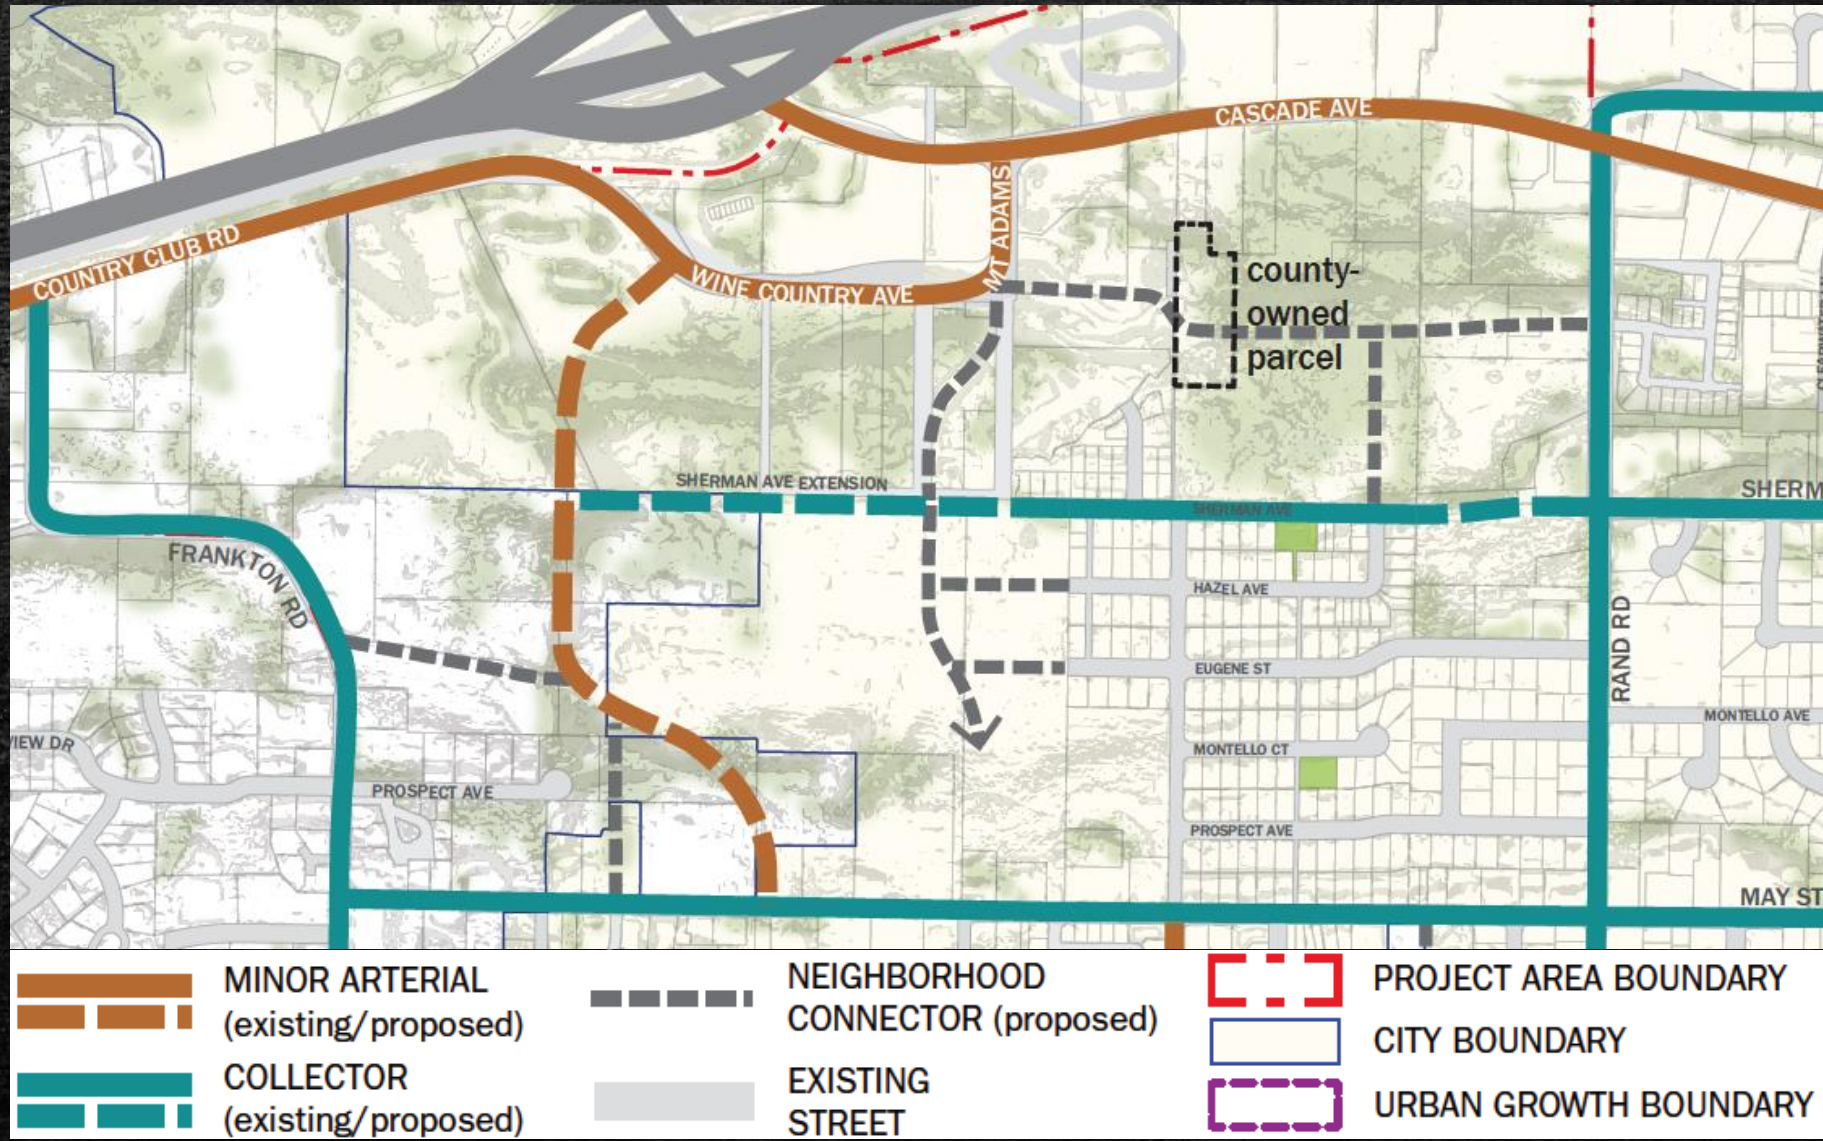 CASCADE AVE
COUNTRY CLUB RD
MT ADAMS
WINE COUNTRY AVE
county-
owned
parcel
SHERMAN AVE EXTENSION
SHERM
SHERMAN AVE
FRANKTON RD
HAZEL AVE
RAND RD
EUGENE ST
MONTELLO AVE
IEW DR
MONTELLO CT
PROSPECT AVE
PROSPECT AVE
MAY ST
MINOR ARTERIAL
(existing/proposed)
COLLECTOR
(existing/proposed)
NEIGHBORHOOD
CONNECTOR (proposed)
EXISTING
STREET
PROJECT AREA BOUNDARY
CITY BOUNDARY
URBAN GROWTH BOUNDARY